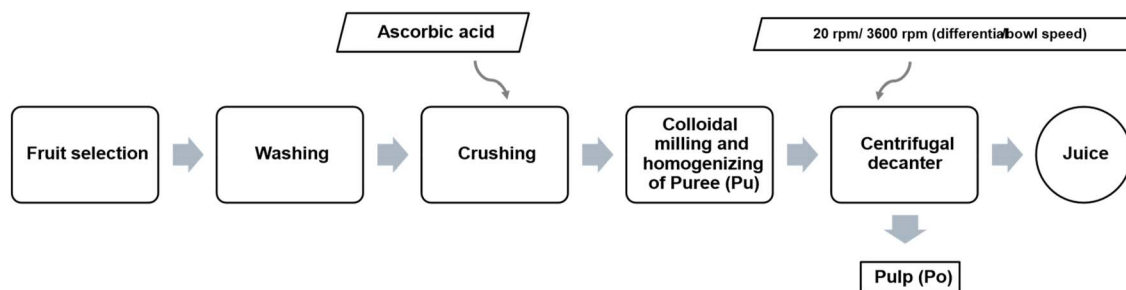 Ascorbic acid
20 rpm/ 3600 rpm (differential/bowl speed)
Fruit selection
Washing
Crushing
Colloidal
milling and
homogenizing
of Puree (Pu)
Centrifugal
decanter
Juice
Pulp (Po)